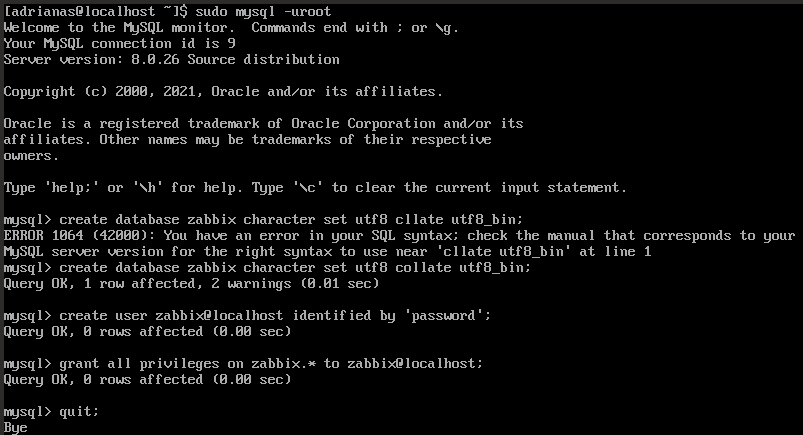 [adrianas@localhost ~]$ sudo mysql -uroot
Welcome to the MySQL monitor.  Commands end with ; or \g.
Your MySQL connection id is 9
Server version: 8.0.26 Source distribution
Copyright (c) 2000, 2021, Oracle and/or its affiliates.
Oracle is a registered trademark of Oracle Corporation and/or its
affiliates. Other names may be trademarks of their respective
owners.
Type 'help;' or '\h' for help. Type '\c' to clear the current input statement.
mysql> create database zabbix character set utf8 cllate utf8_bin;
ERROR 1064 (42000): You have an error in your SQL syntax; check the manual that corresponds to your
MySQL server version for the right syntax to use near 'cllate utf8_bin' at line 1
mysql> create database zabbix character set utf8 collate utf8_bin;
Query OK, 1 row affected, 2 warnings (0.01 sec)
mysql> create user zabbix@localhost identified by 'password';
Query OK, 0 rows affected (0.00 sec)
mysql> grant all privileges on zabbix.* to zabbix@localhost;
Query OK, 0 rows affected (0.00 sec)
mysql> quit;
Bye